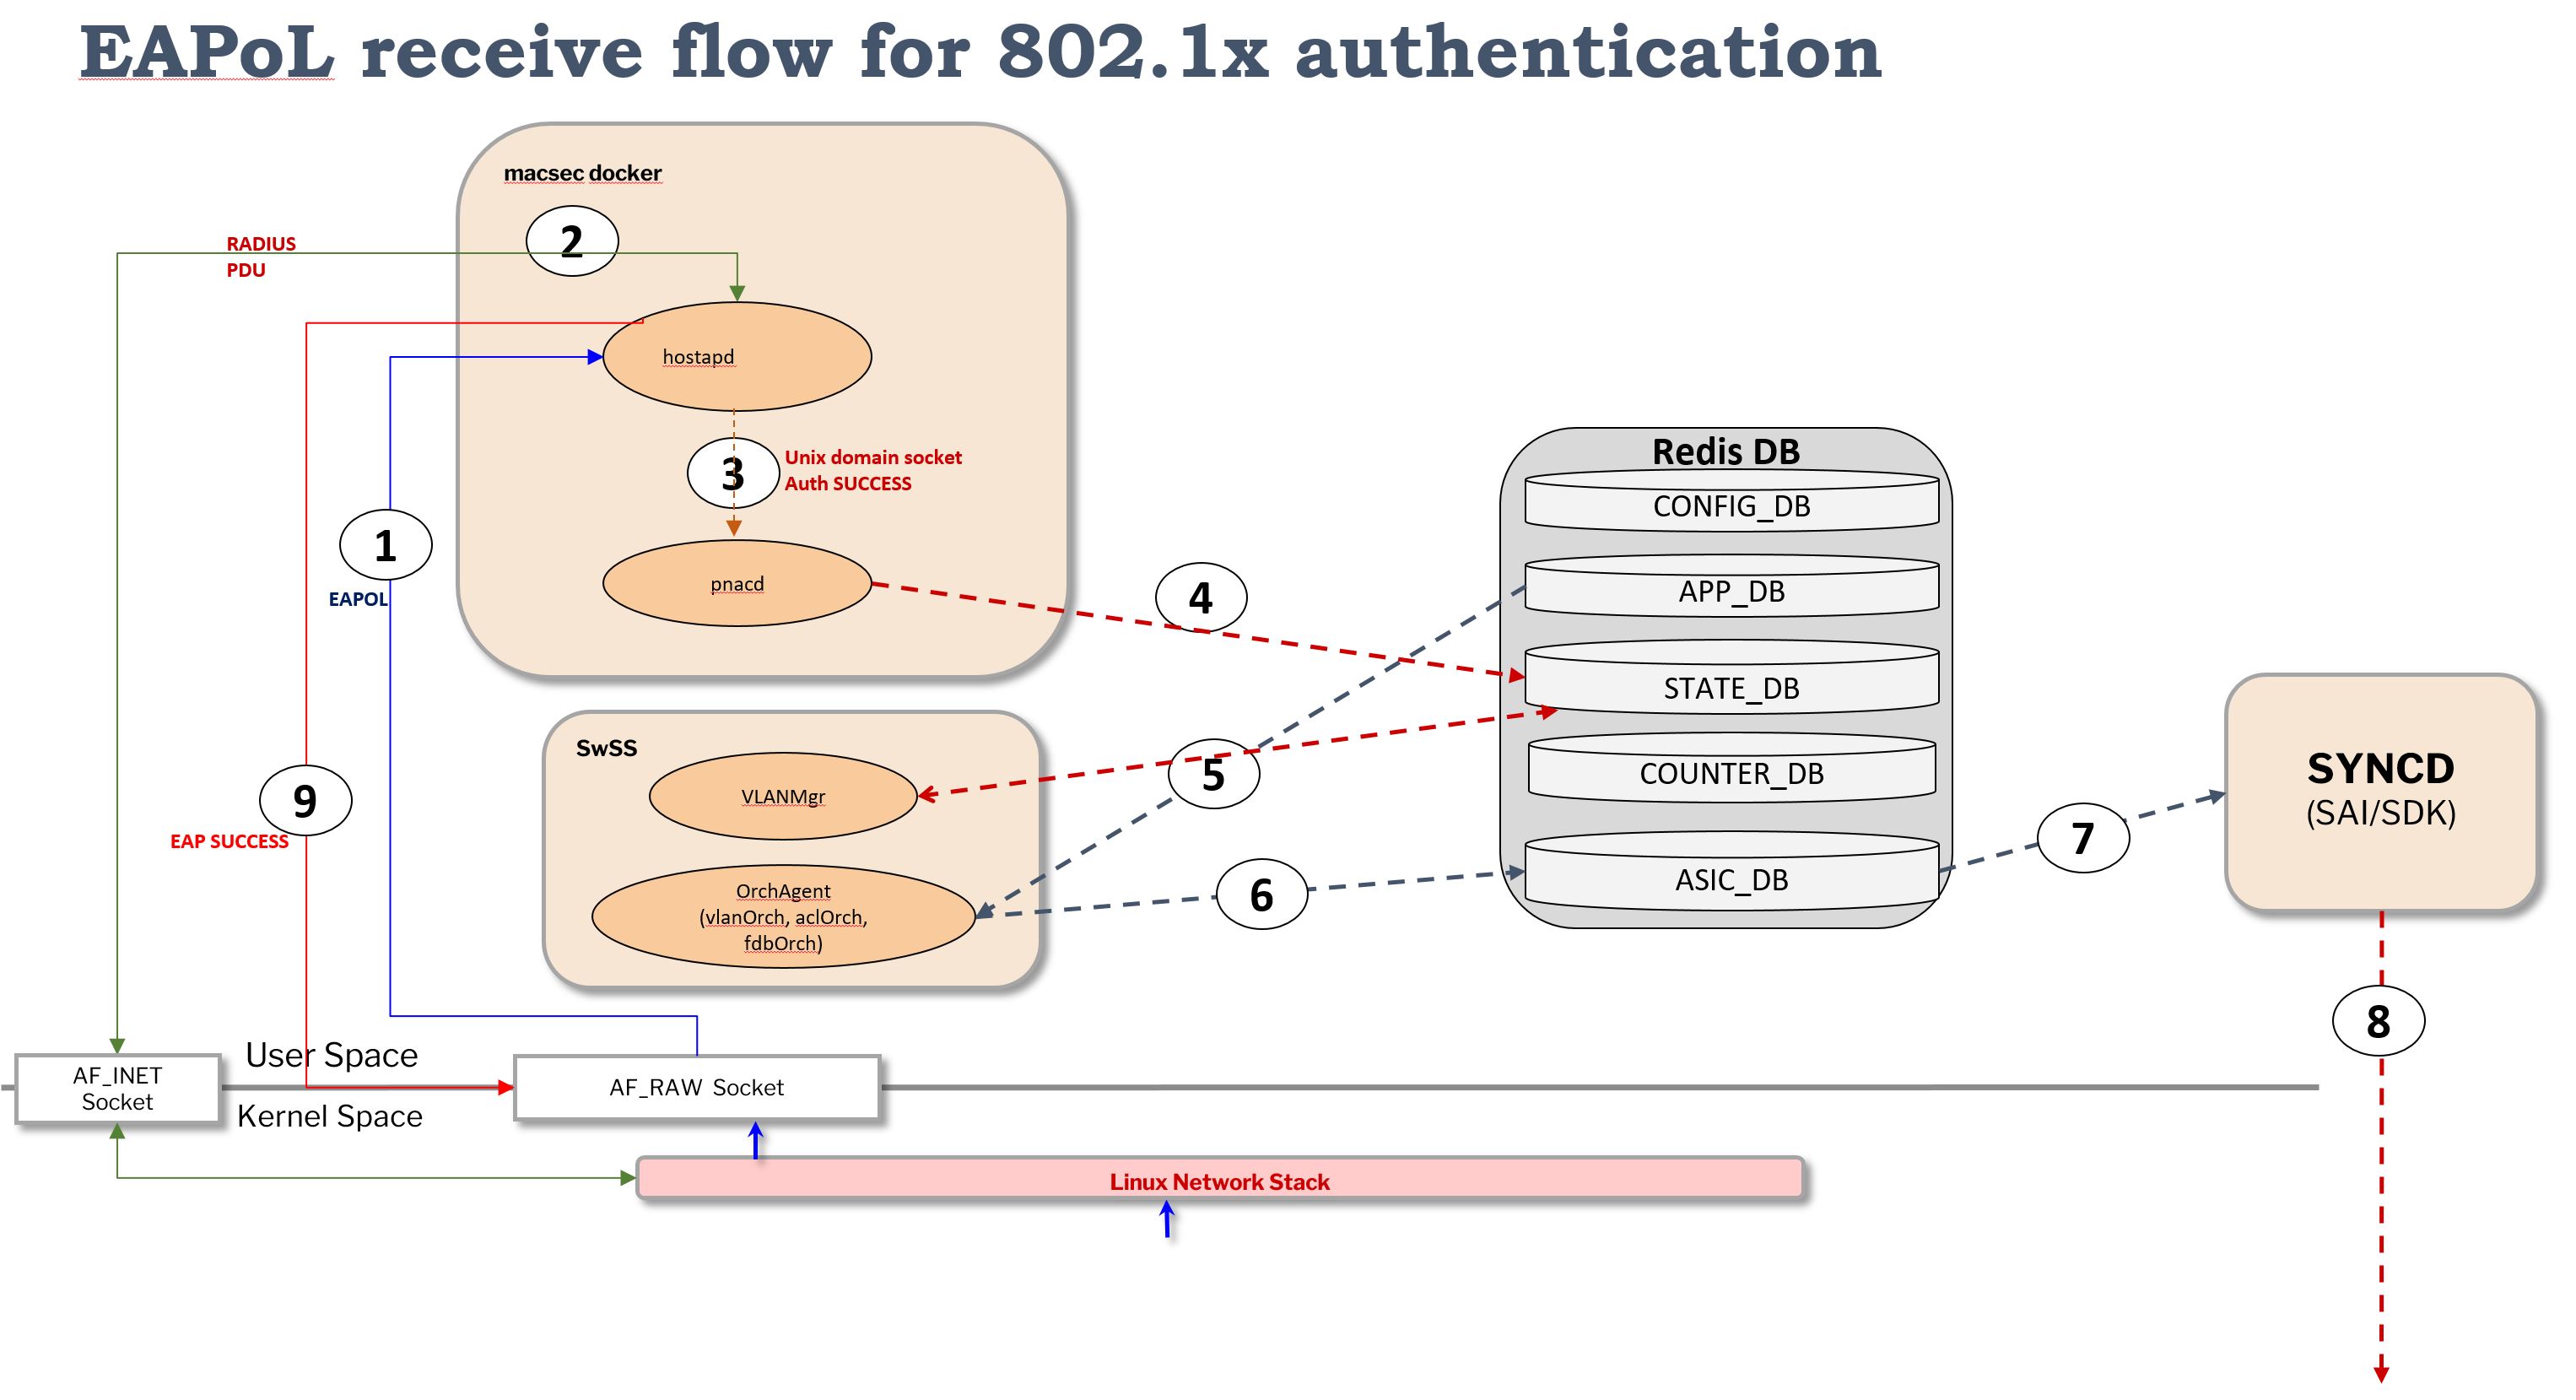 EAPoL receive flow for 802.1x authentication
macsec docker
2
RADIUS
PDU
hostapd
3
Unix domain socket
Auth SUCCESS
1
EAPOL
pnacd
4
Redis DB
CONFIG_DB
APP_DB
STATE_DB
COUNTER_DB
ASIC_DB
SwSS
VLANMgr
5
OrchAgent
(vlanOrch, aclOrch,
fdbOrch)
6
7
SYNCD
(SAI/SDK)
9
EAP SUCCESS
8
User Space
AF_INET
Socket
AF_RAW Socket
Kernel Space
Linux Network Stack